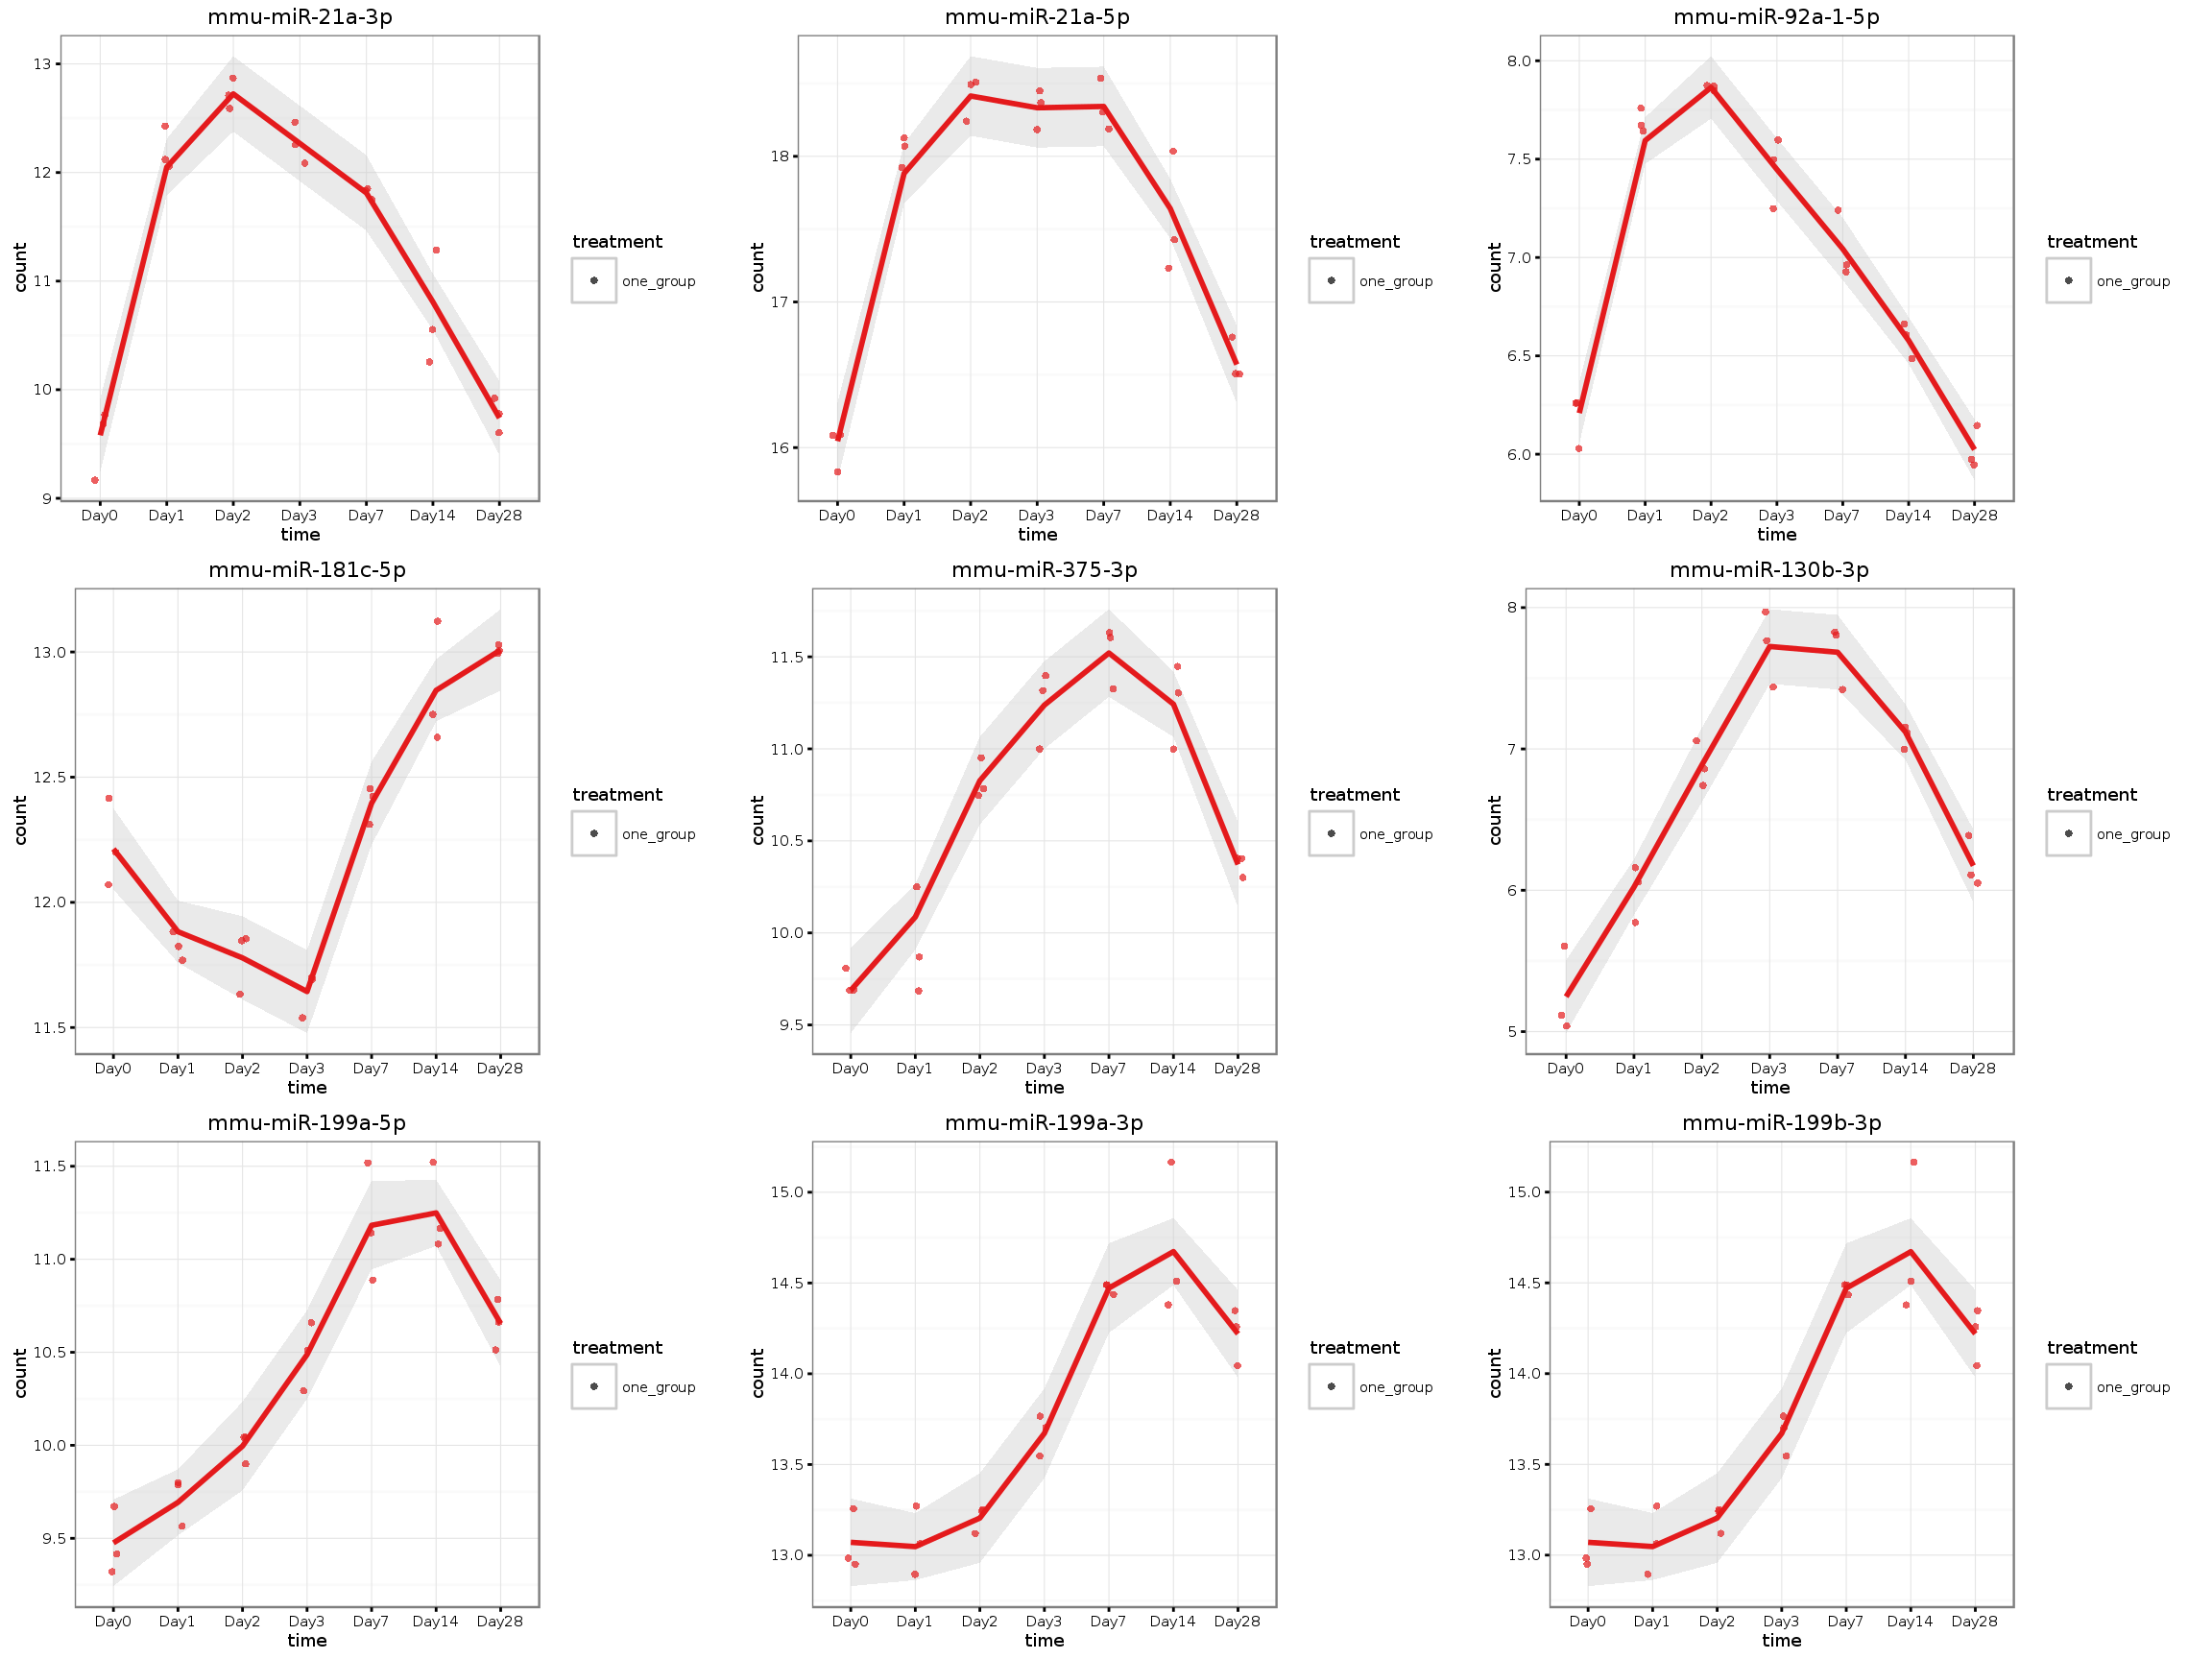 mmu-miR-21a-3p
13
12
11
10
9
count
Day0 Day1 Day2 Day3 Day7 Day14 Day28
time
treatment
one_group
mmu-miR-21a-5p
18
17
16
count
Day0 Day1 Day2 Day3 Day7 Day14 Day28
time
treatment
one_group
mmu-miR-92a-1-5p
8.0
7.5
7.0
6.5
6.0
count
Day0 Day1 Day2 Day3 Day7 Day14 Day28
time
treatment
one_group
mmu-miR-181c-5p
13.0
12.5
12.0
11.5
count
Day0 Day1 Day2 Day3 Day7 Day14 Day28
time
treatment
one_group
mmu-miR-375-3p
11.5
11.0
10.5
10.0
9.5
count
Day0 Day1 Day2 Day3 Day7 Day14 Day28
time
treatment
one_group
mmu-miR-130b-3p
8
7
6
5
count
Day0 Day1 Day2 Day3 Day7 Day14 Day28
time
treatment
one_group
mmu-miR-199a-5p
11.5
11.0
10.5
10.0
9.5
count
Day0 Day1 Day2 Day3 Day7 Day14 Day28
time
treatment
one_group
mmu-miR-199a-3p
15.0
14.5
14.0
13.5
13.0
count
Day0 Day1 Day2 Day3 Day7 Day14 Day28
time
treatment
one_group
mmu-miR-199b-3p
15.0
14.5
14.0
13.5
13.0
count
Day0 Day1 Day2 Day3 Day7 Day14 Day28
time
treatment
one_group